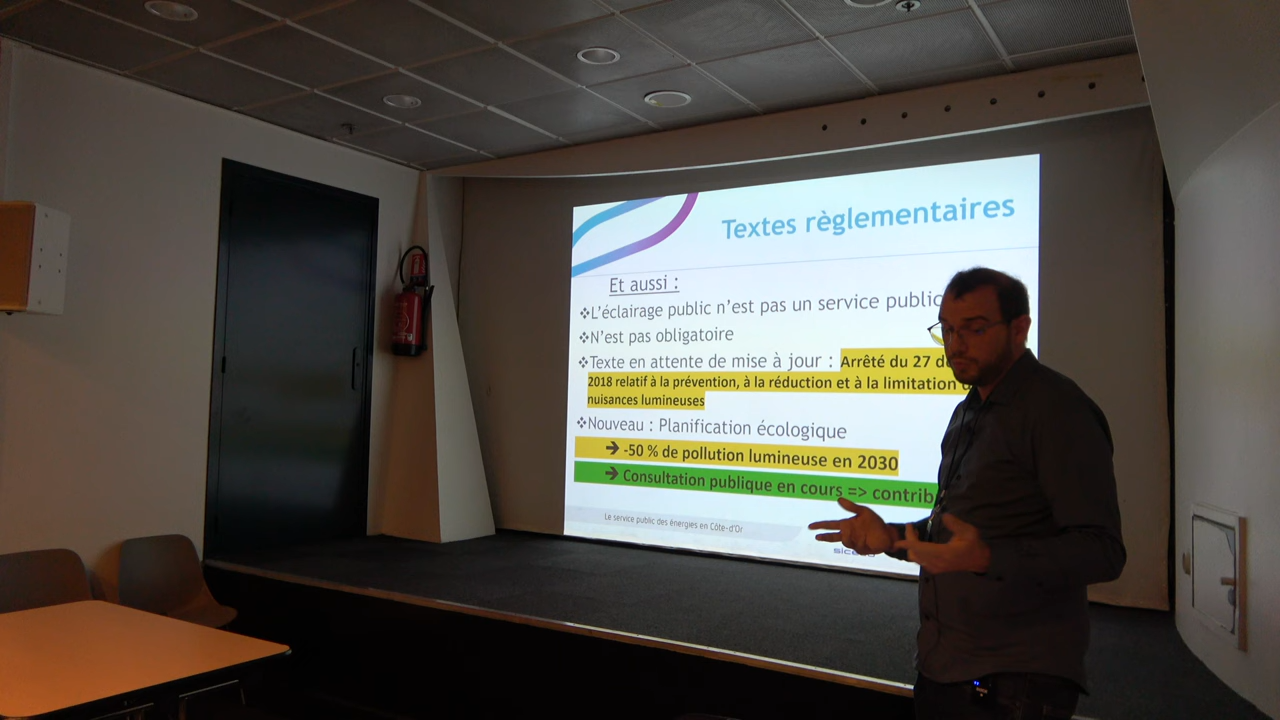 Textes règlementaires
Et aussi :
❖L'éclairage public n'est pas un service public
❖N'est pas obligatoire
❖Texte en attente de mise à jour : Arrêté du 27
2018 relatif à la prévention, à la réduction et à la limitation
nuisances lumineuses
❖Nouveau : Planification écologique
➔ -50 % de pollution lumineuse en 2030
➔ Consultation publique en cours => contrib
Le service public des énergies en Côte-d'Or